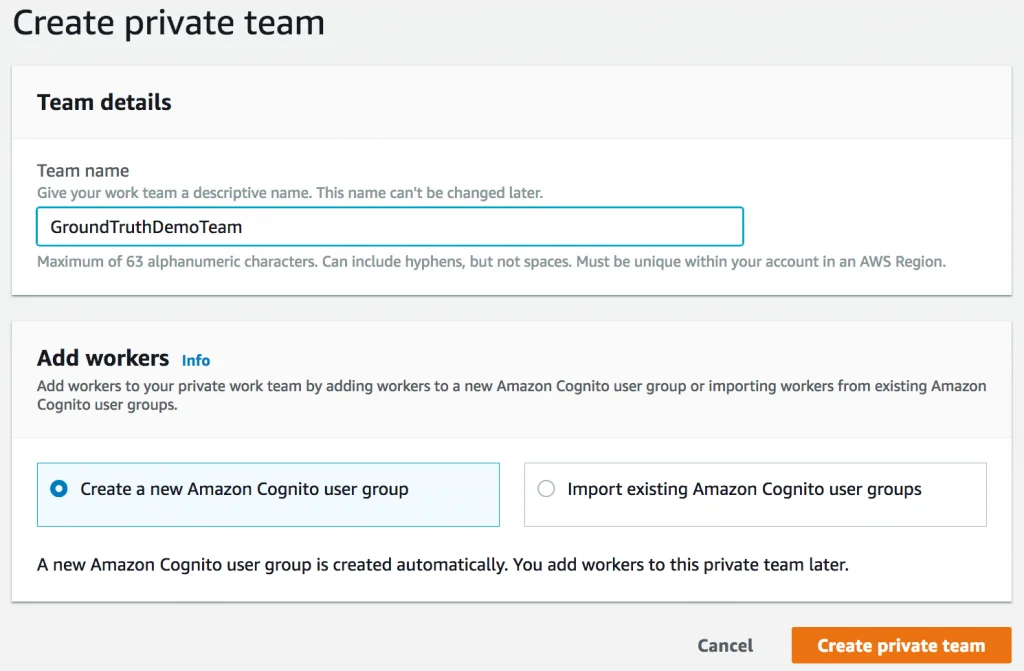 Create private team
Team details
Team name
Give your work team a descriptive name. This name can't be changed later.
GroundTruthDemoTeam
Maximum of 63 alphanumeric characters. Can include hyphens, but not spaces. Must be unique within your account in an AWS Region.
Add workers Info
Add workers to your private work team by adding workers to a new Amazon Cognito user group or importing workers from existing Amazon
Cognito user groups.
Create a new Amazon Cognito user group
Import existing Amazon Cognito user groups
A new Amazon Cognito user group is created automatically. You add workers to this private team later.
Cancel
Create private team